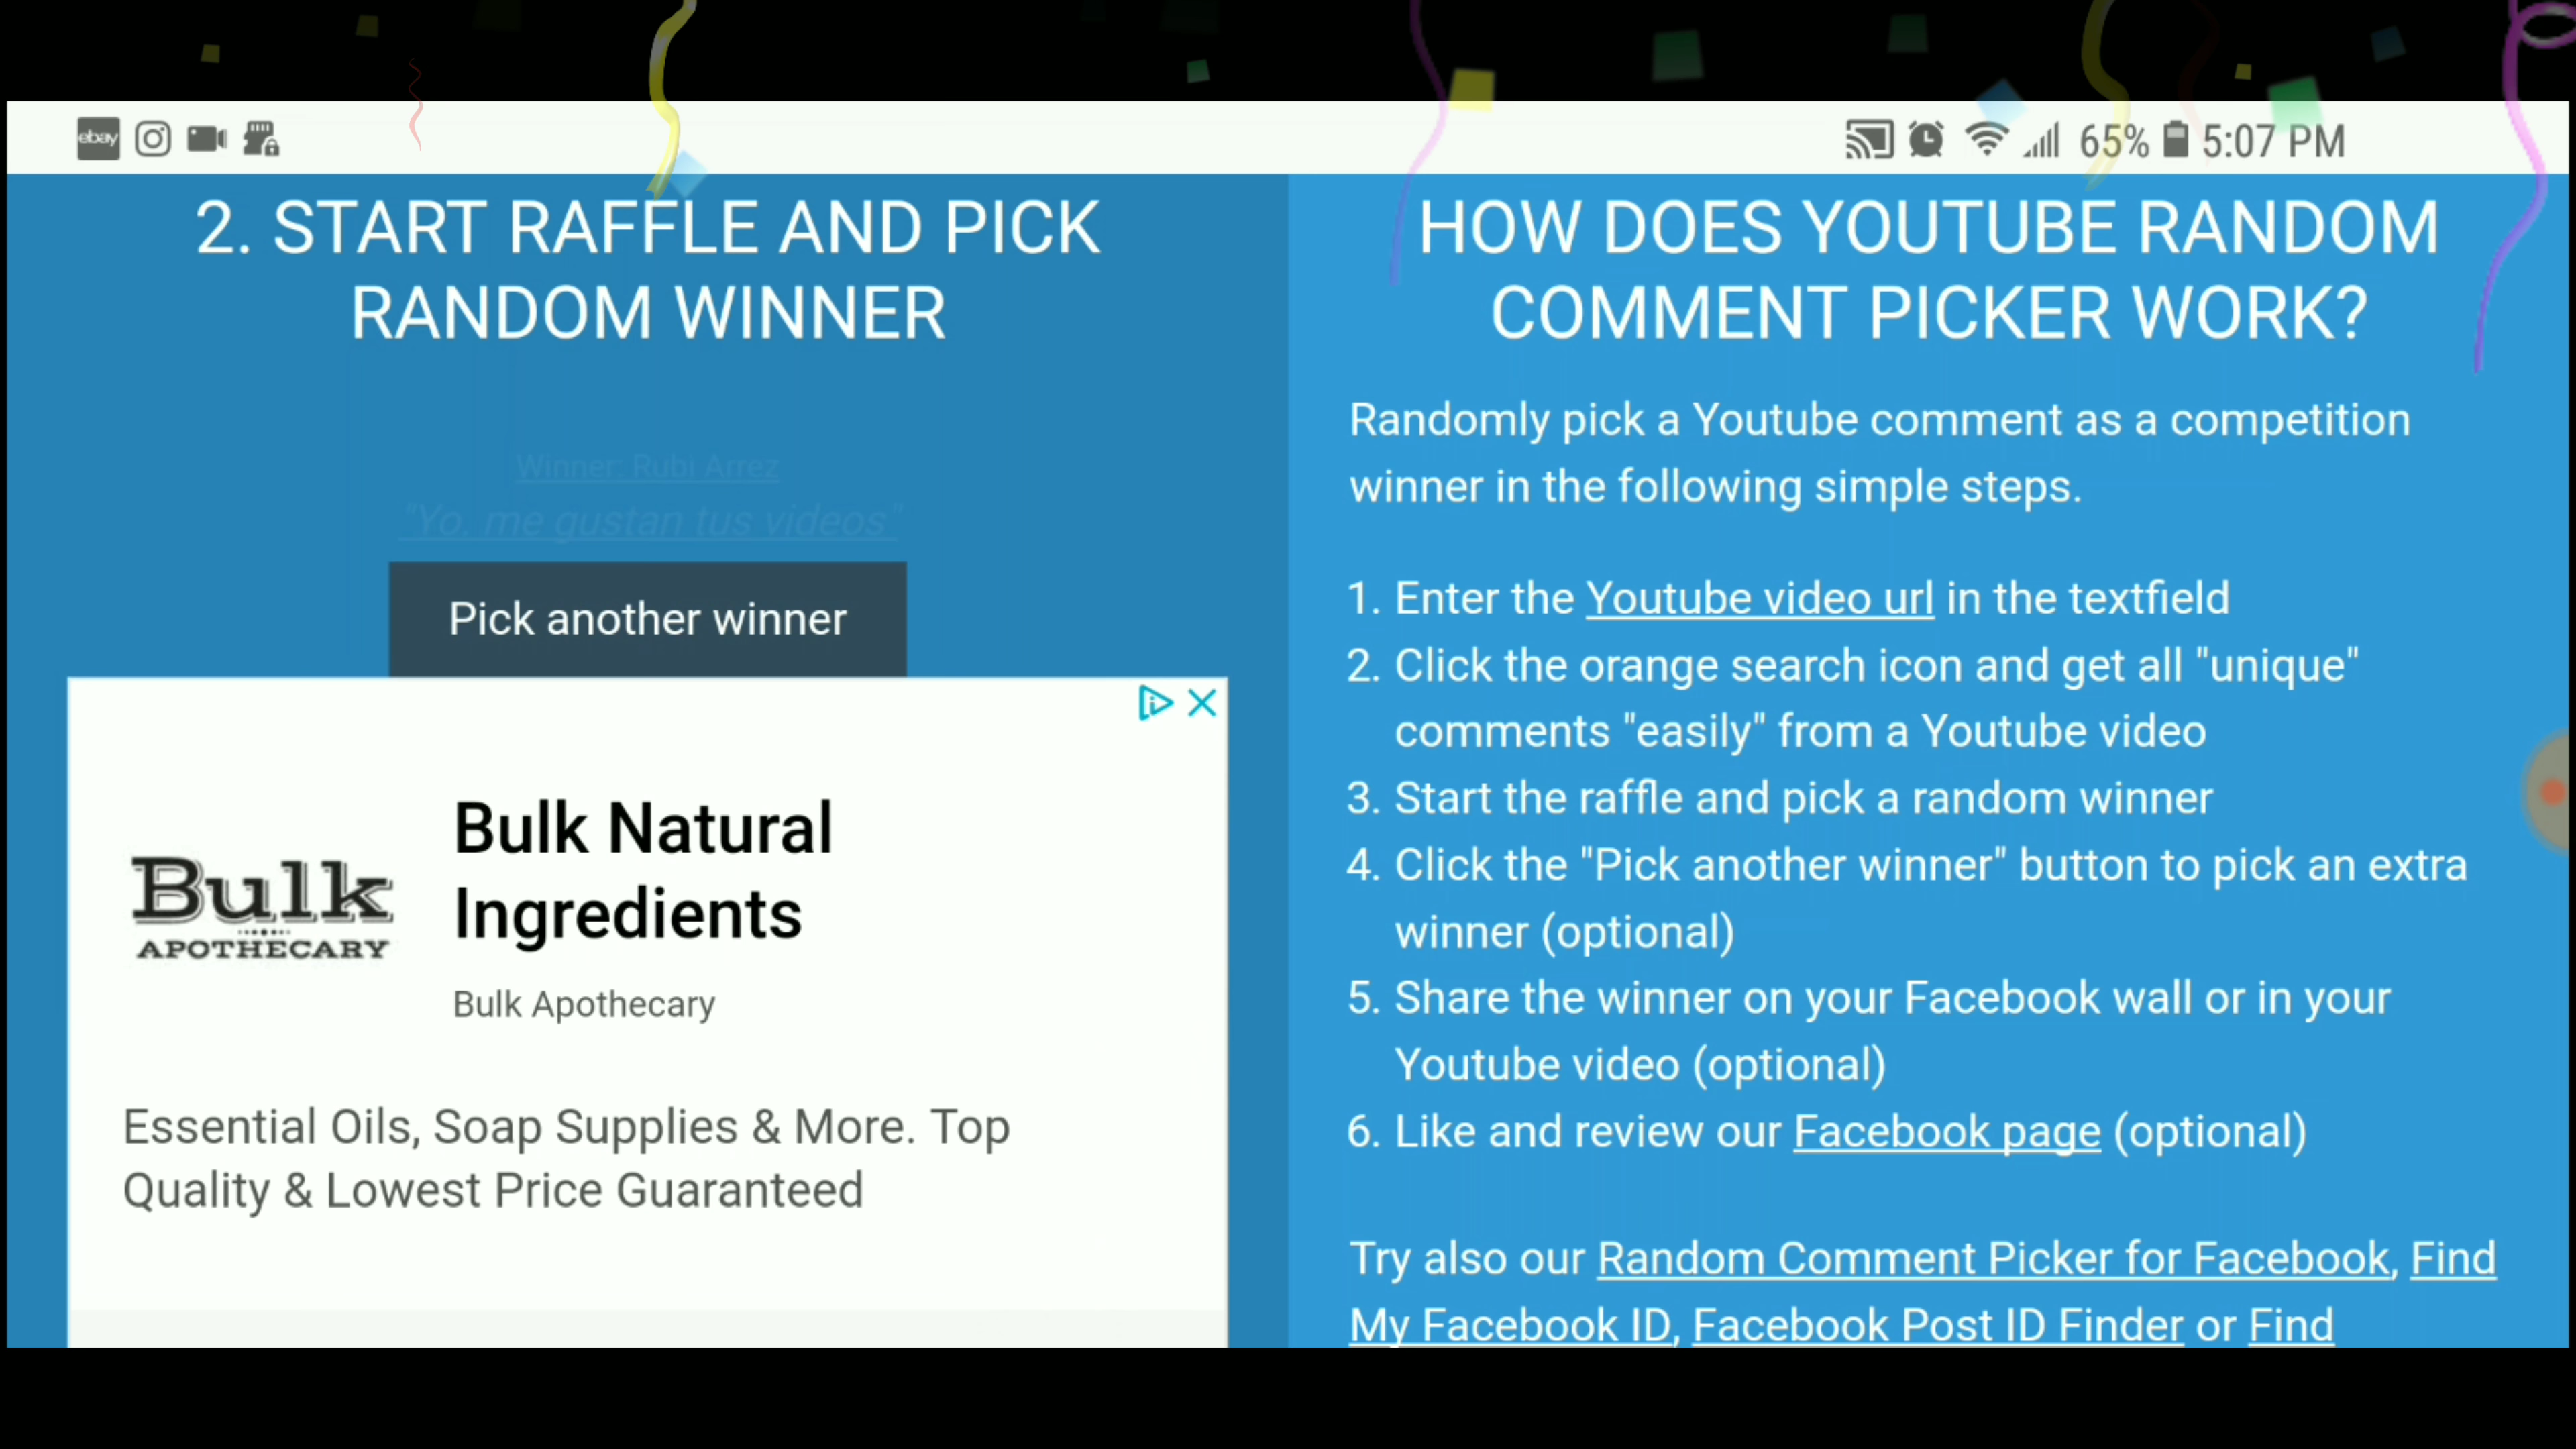 ebay
65% 5:07 PM
2. START RAFFLE AND PICK
RANDOM WINNER
Winner: Rubi Arrez
"Yo, me gustan tus videos"
Pick another winner
Bulk
APOTHECARY
Bulk Natural
Ingredients
Bulk Apothecary
Essential Oils, Soap Supplies & More. Top
Quality & Lowest Price Guaranteed
HOW DOES YOUTUBE RANDOM
COMMENT PICKER WORK?
Randomly pick a Youtube comment as a competition
winner in the following simple steps.
1. Enter the Youtube video url in the textfield
2. Click the orange search icon and get all "unique"
comments "easily" from a Youtube video
3. Start the raffle and pick a random winner
4. Click the "Pick another winner" button to pick an extra
winner (optional)
5. Share the winner on your Facebook wall or in your
Youtube video (optional)
6. Like and review our Facebook page (optional)
Try also our Random Comment Picker for Facebook, Find
My Facebook ID, Facebook Post ID Finder or Find